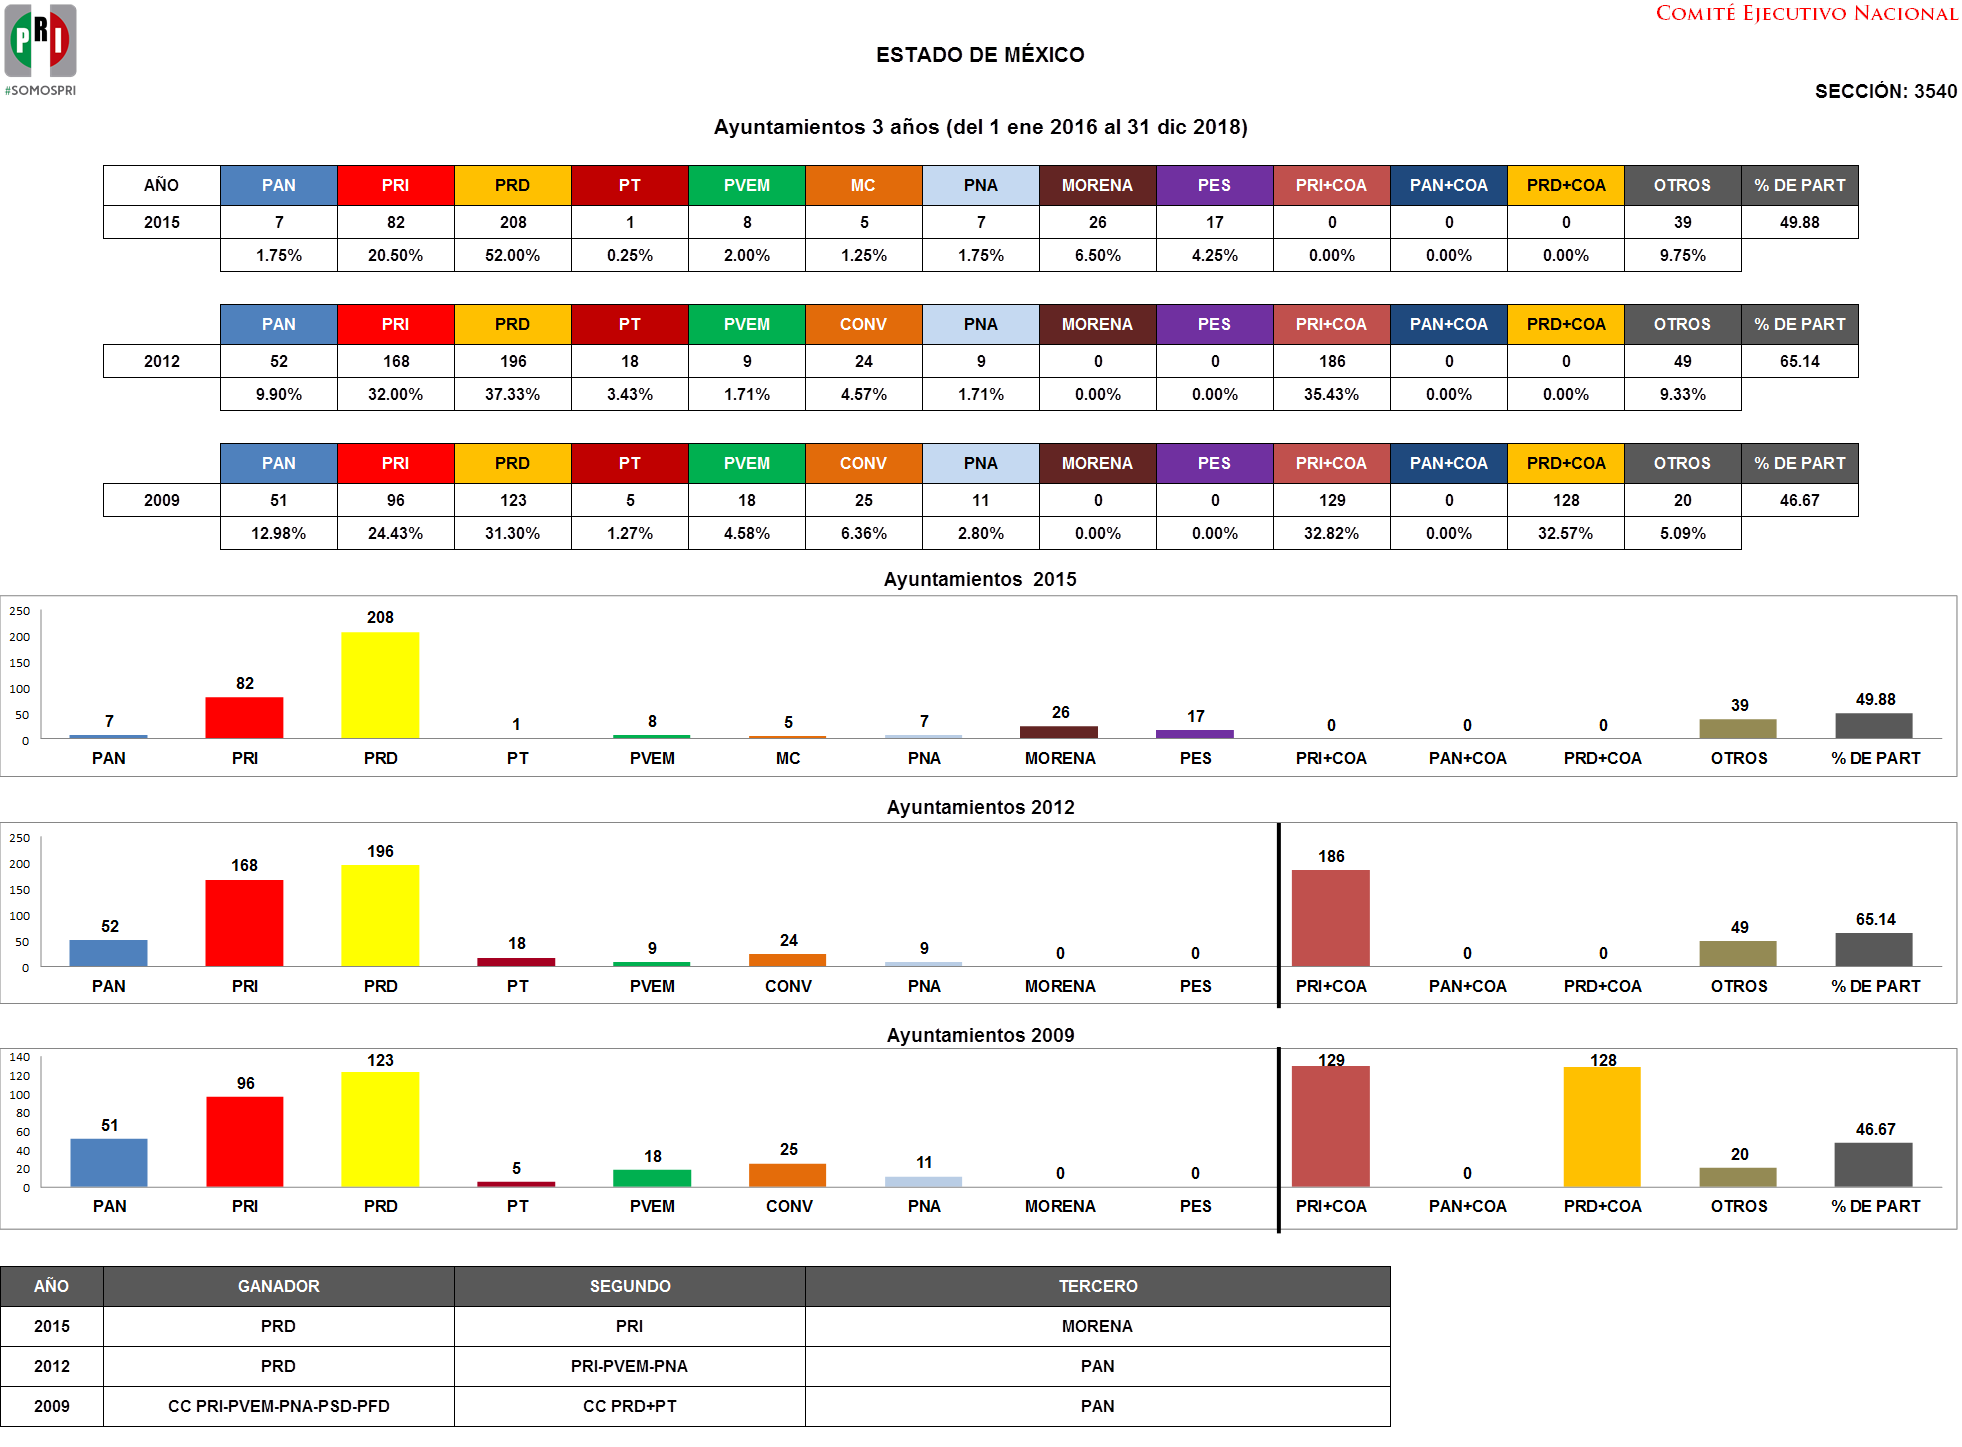 PRI
#SOMOSPRI
COMITÉ EJECUTIVO NACIONAL
ESTADO DE MÉXICO
SECCIÓN: 3540
Ayuntamientos 3 años (del 1 ene 2016 al 31 dic 2018)
AÑO PAN PRI PRD PT PVEM MC PNA MORENA PES PRI+COA PAN+COA PRD+COA OTROS % DE PART
2015 7 82 208 1 8 5 7 26 17 0 0 0 39 49.88
1.75% 20.50% 52.00% 0.25% 2.00% 1.25% 1.75% 6.50% 4.25% 0.00% 0.00% 0.00% 9.75%
PAN PRI PRD PT PVEM CONV PNA MORENA PES PRI+COA PAN+COA PRD+COA OTROS % DE PART
2012 52 168 196 18 9 24 9 0 0 186 0 0 49 65.14
9.90% 32.00% 37.33% 3.43% 1.71% 4.57% 1.71% 0.00% 0.00% 35.43% 0.00% 0.00% 9.33%
PAN PRI PRD PT PVEM CONV PNA MORENA PES PRI+COA PAN+COA PRD+COA OTROS % DE PART
2009 51 96 123 5 18 25 11 0 0 129 0 128 20 46.67
12.98% 24.43% 31.30% 1.27% 4.58% 6.36% 2.80% 0.00% 0.00% 32.82% 0.00% 32.57% 5.09%
Ayuntamientos 2015
250
200
150
100
50
0
7 82 208 1 8 5 7 26 17 0 0 0 39 49.88
PAN PRI PRD PT PVEM MC PNA MORENA PES PRI+COA PAN+COA PRD+COA OTROS % DE PART
Ayuntamientos 2012
250
200
150
100
50
0
52 168 196 18 9 24 9 0 0 186 0 0 49 65.14
PAN PRI PRD PT PVEM CONV PNA MORENA PES PRI+COA PAN+COA PRD+COA OTROS % DE PART
Ayuntamientos 2009
140
120
100
80
60
40
20
0
51 96 123 5 18 25 11 0 0 129 0 128 20 46.67
PAN PRI PRD PT PVEM CONV PNA MORENA PES PRI+COA PAN+COA PRD+COA OTROS % DE PART
AÑO GANADOR SEGUNDO TERCERO
2015 PRD PRI MORENA
2012 PRD PRI-PVEM-PNA PAN
2009 CC PRI-PVEM-PNA-PSD-PFD CC PRD+PT PAN